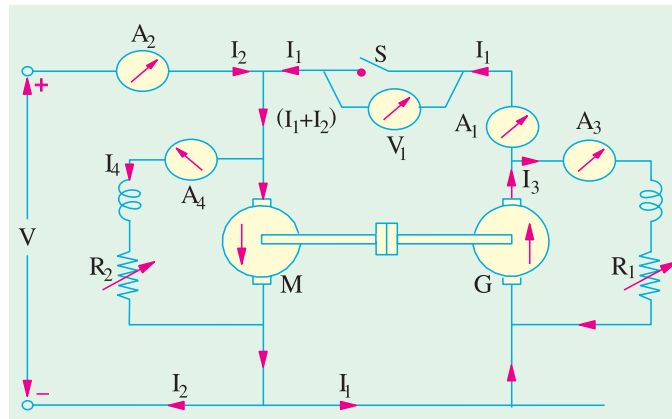 A₂ I₂ I₁ S I₁
+
(I₁+I₂) V₁ A₁ A₃
I₄ A₄ I₃
V R₂ M G R₁
–
I₂ I₁